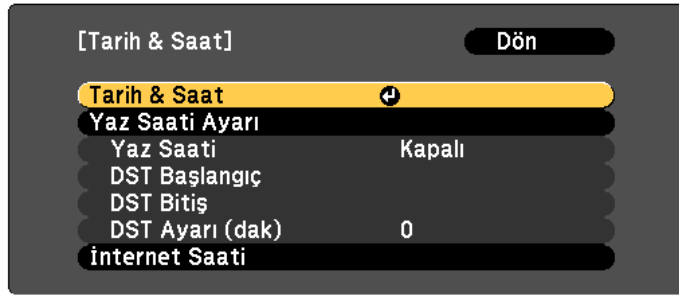 [Tarih & Saat] Dön
Tarih & Saat
Yaz Saati Ayarı
Yaz Saati Kapalı
DST Başlangıç
DST Bitiş
DST Ayarı (dak) 0
İnternet Saati